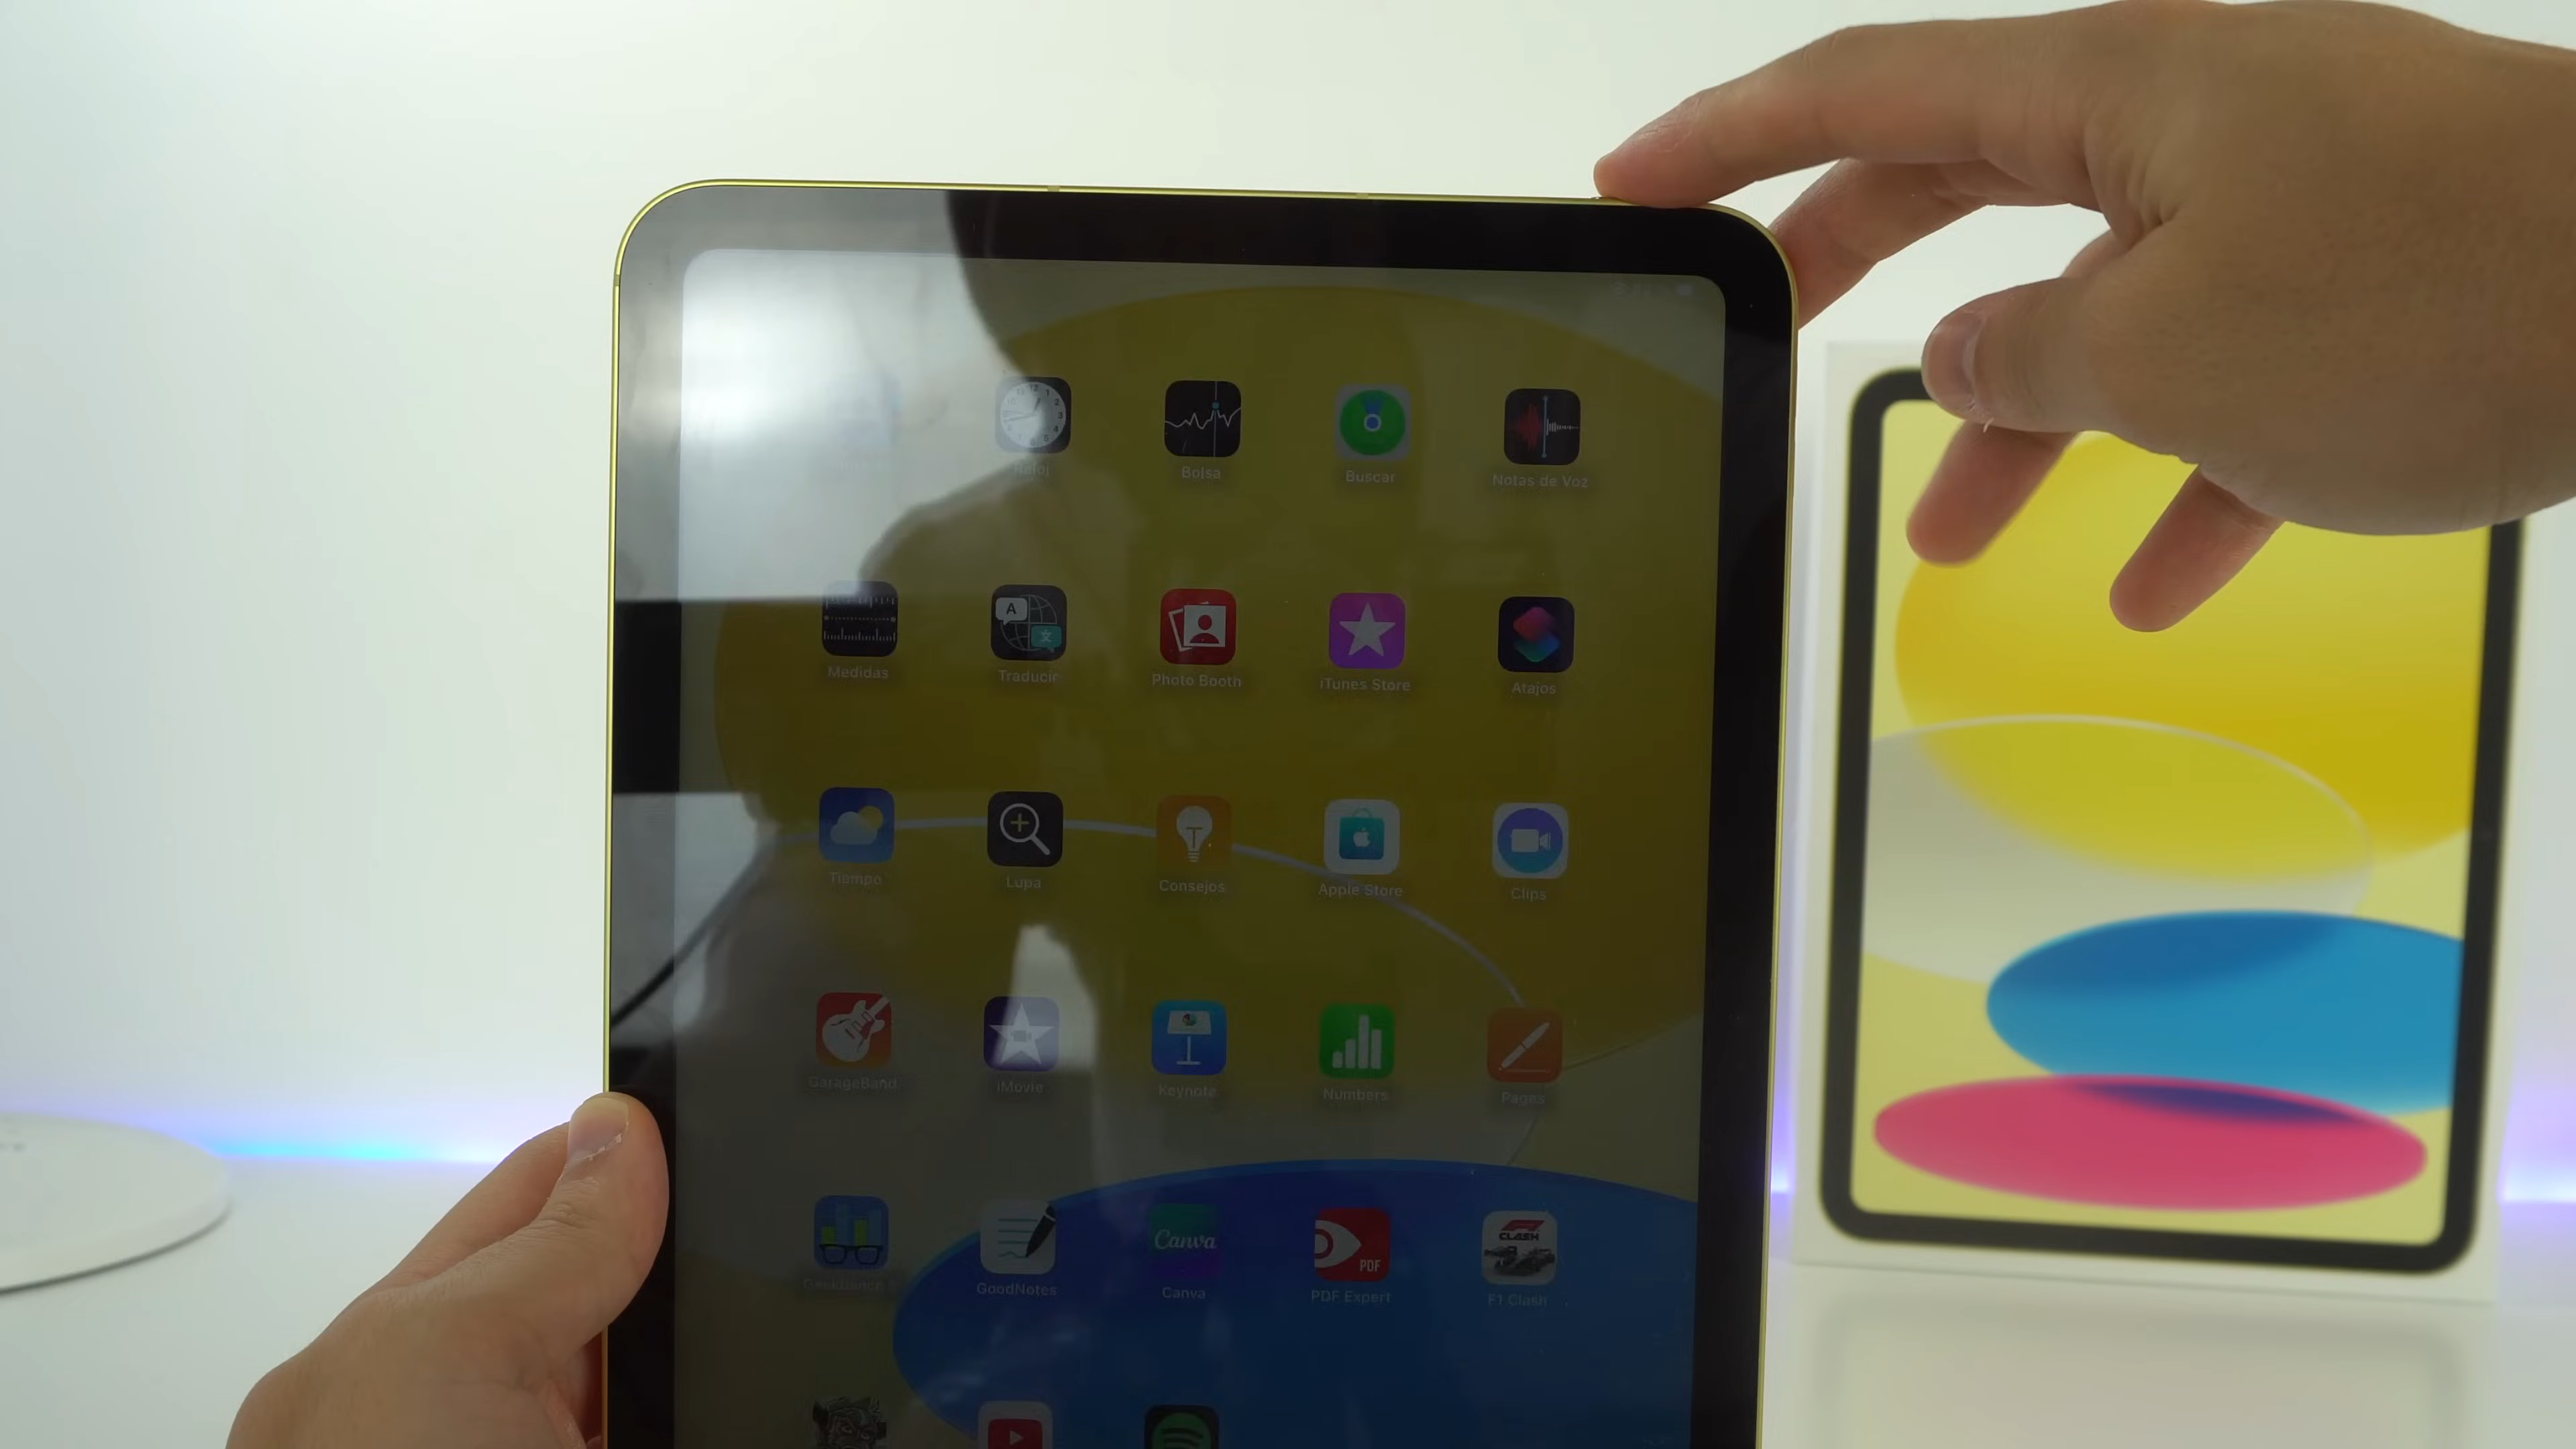 Reloj
Bolsa
Buscar
Notas de Voz
Medidas
Traducir
Photo Booth
iTunes Store
Atajos
Tiempo
Lupa
Consejos
Apple Store
Clips
GarageBand
iMovie
Keynote
Numbers
Pages
Canva
PDF
CLASH
GoodNotes
Canva
PDF Expert
F1 Clash